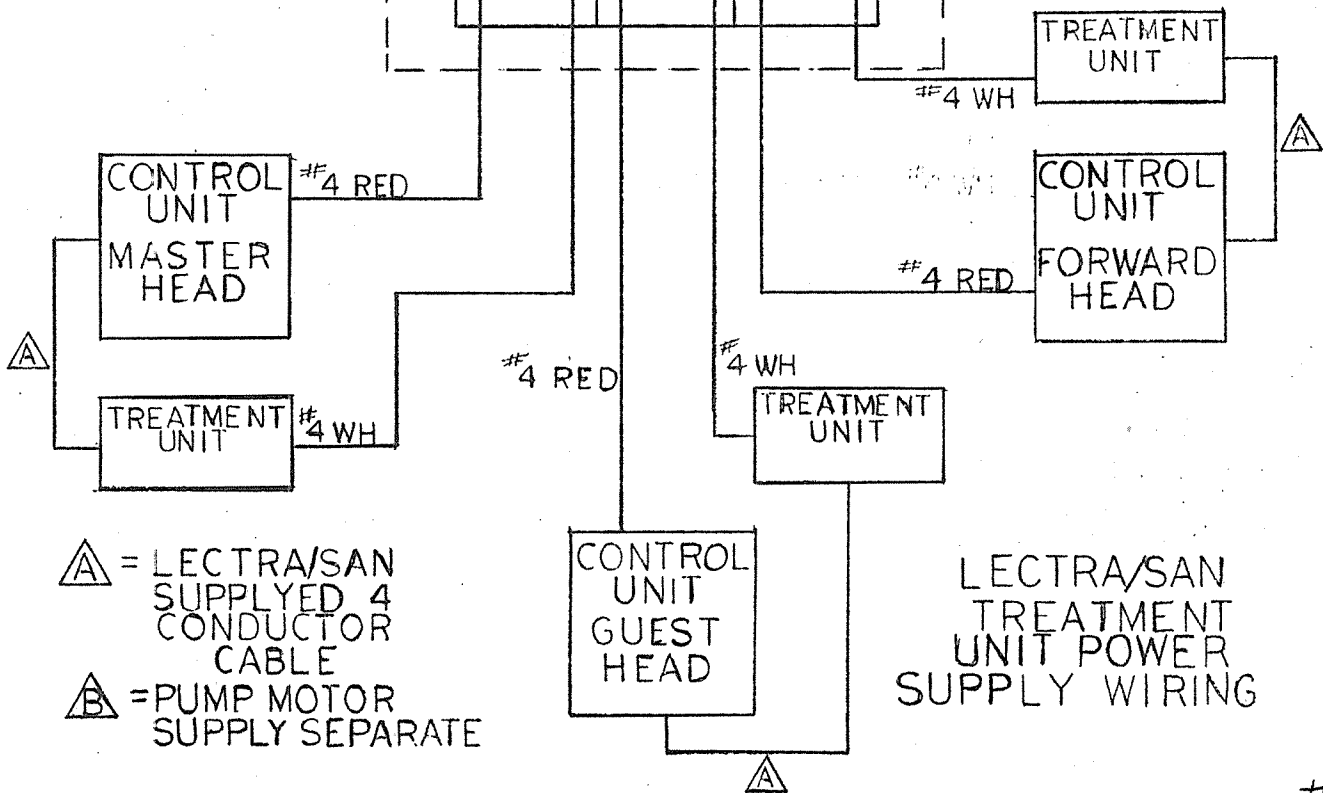 TREATMENT
UNIT
#4 WH
A
CONTROL
UNIT
MASTER
HEAD
#4 RED
CONTROL
UNIT
FORWARD
HEAD
#4 RED
A
#4 RED
#4 WH
TREATMENT
UNIT
#4 WH
TREATMENT
UNIT
CONTROL
UNIT
GUEST
HEAD
A
A = LECTRA/SAN
SUPPLYED 4
CONDUCTOR
CABLE
B = PUMP MOTOR
SUPPLY SEPARATE
LECTRA/SAN
TREATMENT
UNIT POWER
SUPPLY WIRING
#